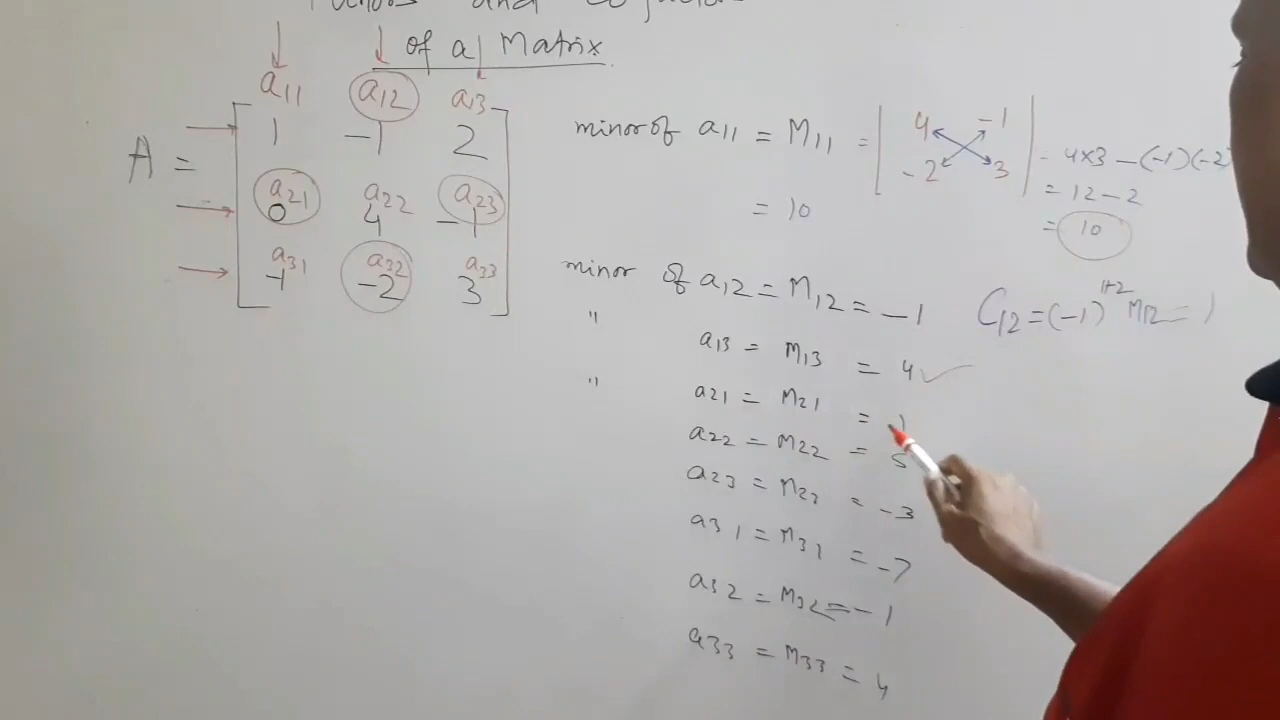 of a Matrix
a11 a12 a13
A = [ 1 -1 2
a21 a22 a23
0 4 -1
a31 a32 a33
-1 -2 3 ]
minor of a11 = M11 = | 4 -1
-2 3 | = 4x3 - (-1)(-2)
= 12 - 2
= 10
= 10
minor of a12 = M12 = -1 C12 = (-1)^1+2 M12 = 1
" a13 = M13 = 4 ✓
" a21 = M21 = 1
a22 = M22 = 5
a23 = M23 = -3
a31 = M31 = -7
a32 = M32 = -1
a33 = M33 = 4